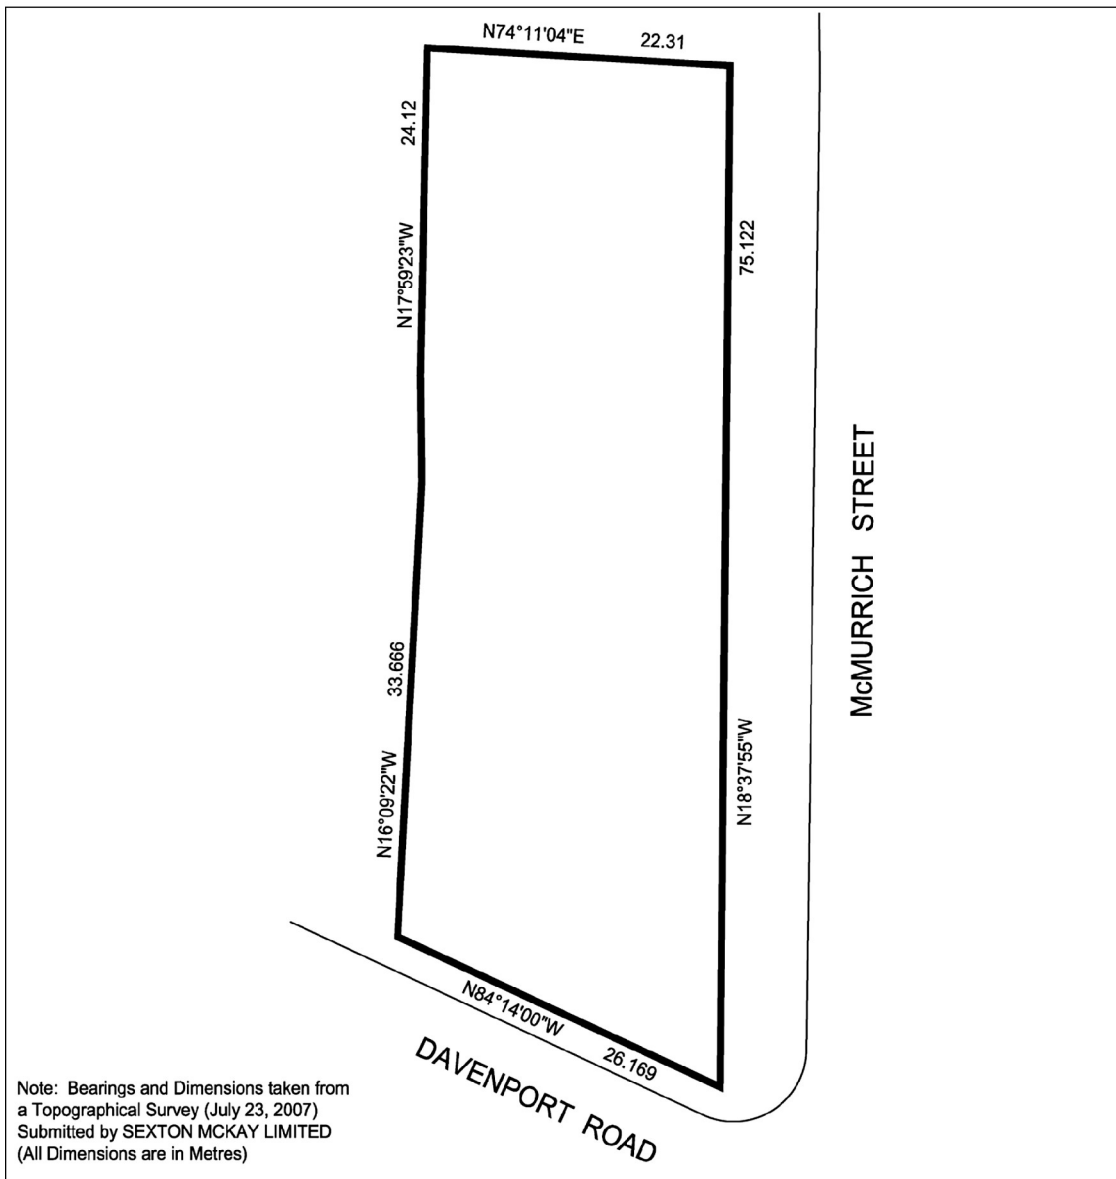 N74°11'04"E 22.31
24.12
N17°59'23"W
75.122
McMURRICH STREET
33.666
N16°09'22"W
N18°37'55"W
N84°14'00"W 26.169
DAVENPORT ROAD
Note: Bearings and Dimensions taken from
a Topographical Survey (July 23, 2007)
Submitted by SEXTON MCKAY LIMITED
(All Dimensions are in Metres)